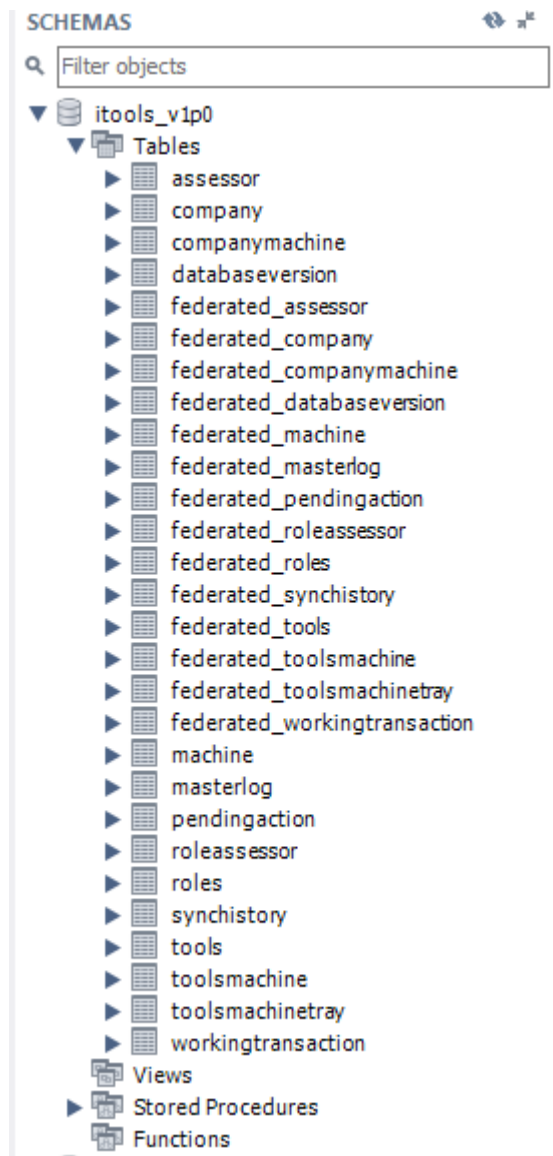 SCHEMAS
Filter objects
itools_v1p0
Tables
assessor
company
companymachine
databaseversion
federated_assessor
federated_company
federated_companymachine
federated_databaseversion
federated_machine
federated_masterlog
federated_pendingaction
federated_roleassessor
federated_roles
federated_synchistory
federated_tools
federated_toolsmachine
federated_toolsmachinetray
federated_workingtransaction
machine
masterlog
pendingaction
roleassessor
roles
synchistory
tools
toolsmachine
toolsmachinetray
workingtransaction
Views
Stored Procedures
Functions